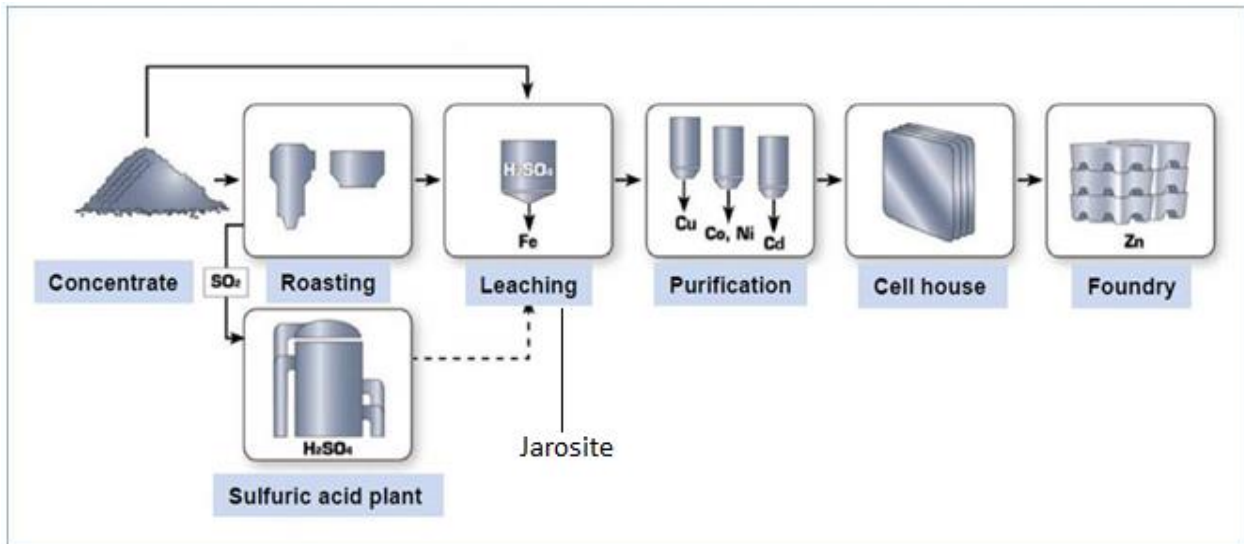 H₂SO₄
Fe
Cu
Co, Ni
Cd
Zn
Concentrate
SO₂
Roasting
Leaching
Purification
Cell house
Foundry
H₂SO₄
Jarosite
Sulfuric acid plant